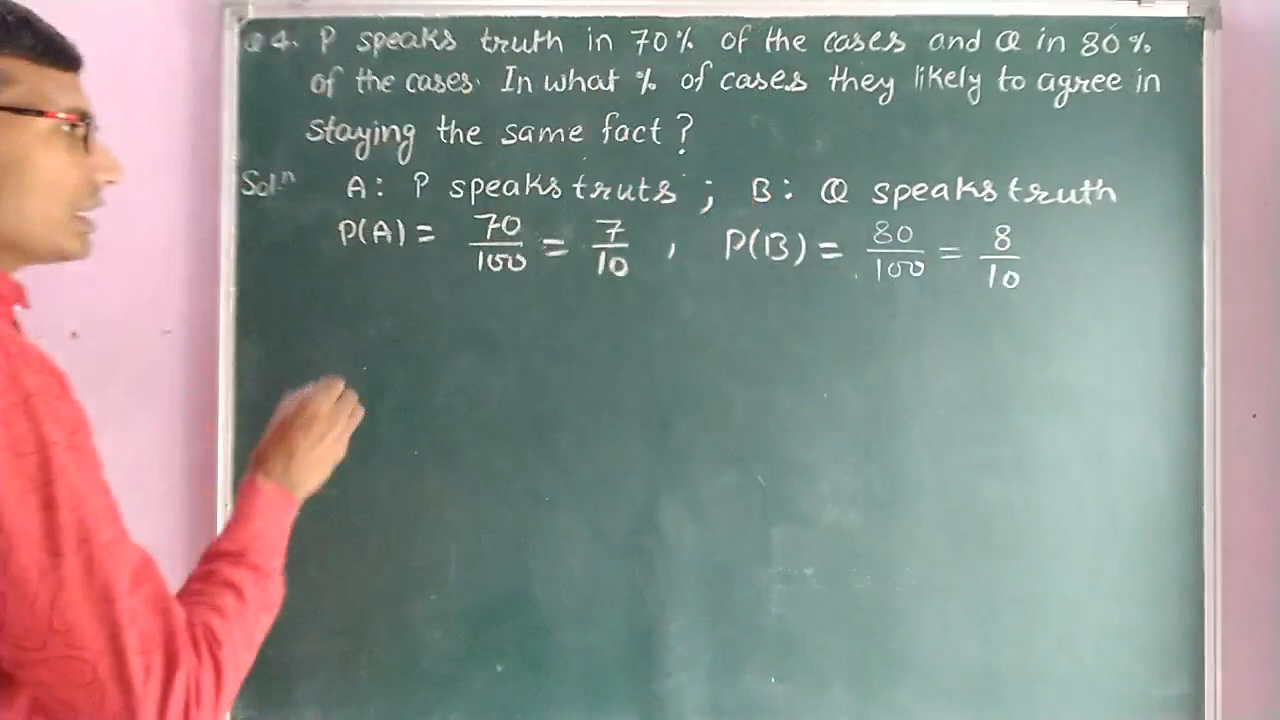 Q 4. P speaks truth in 70% of the cases and Q in 80%
of the cases. In what % of cases they likely to agree in
staying the same fact?
Sol.n A: P speaks truts ; B: Q speaks truth
P(A) = 70/100 = 7/10 , P(B) = 80/100 = 8/10